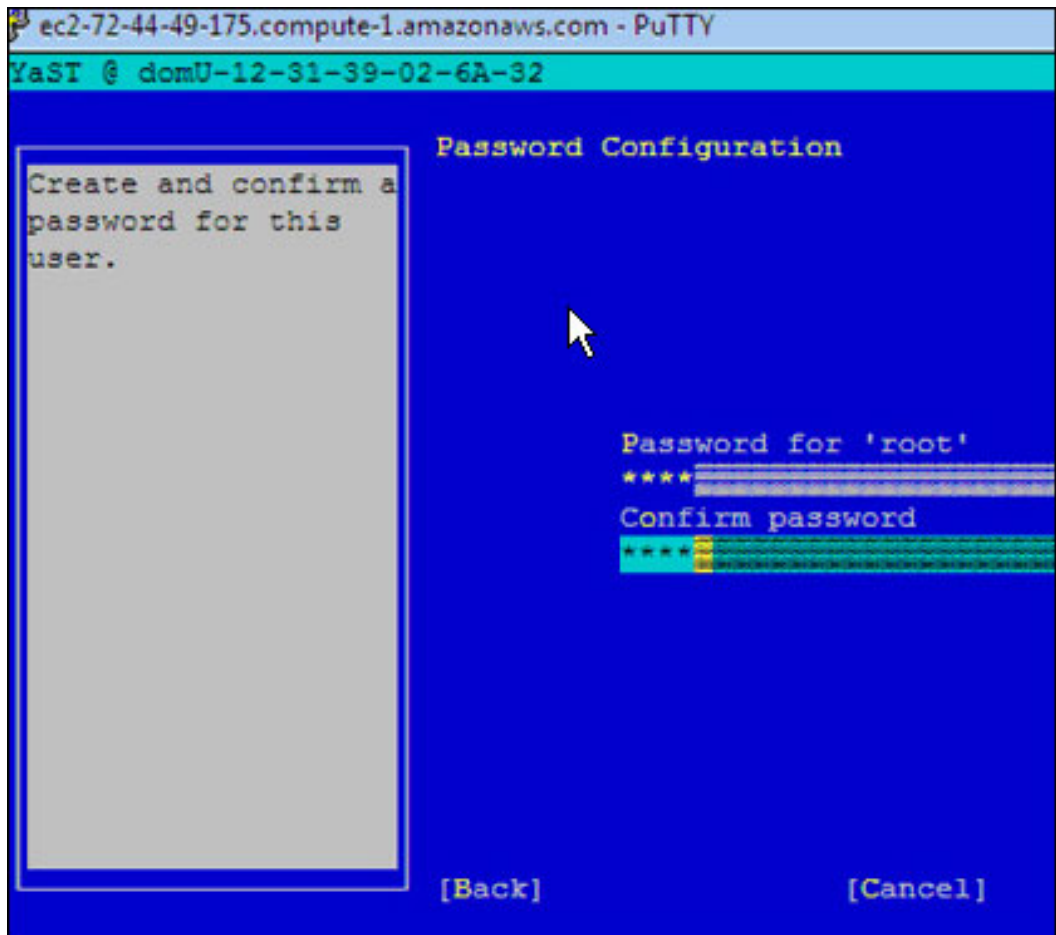 ec2-72-44-49-175.compute-1.amazonaws.com - PuTTY
YaST @ domU-12-31-39-02-6A-32
Password Configuration
Create and confirm a
password for this
user.
Password for 'root'
****
Confirm password
****
[Back] [Cancel]